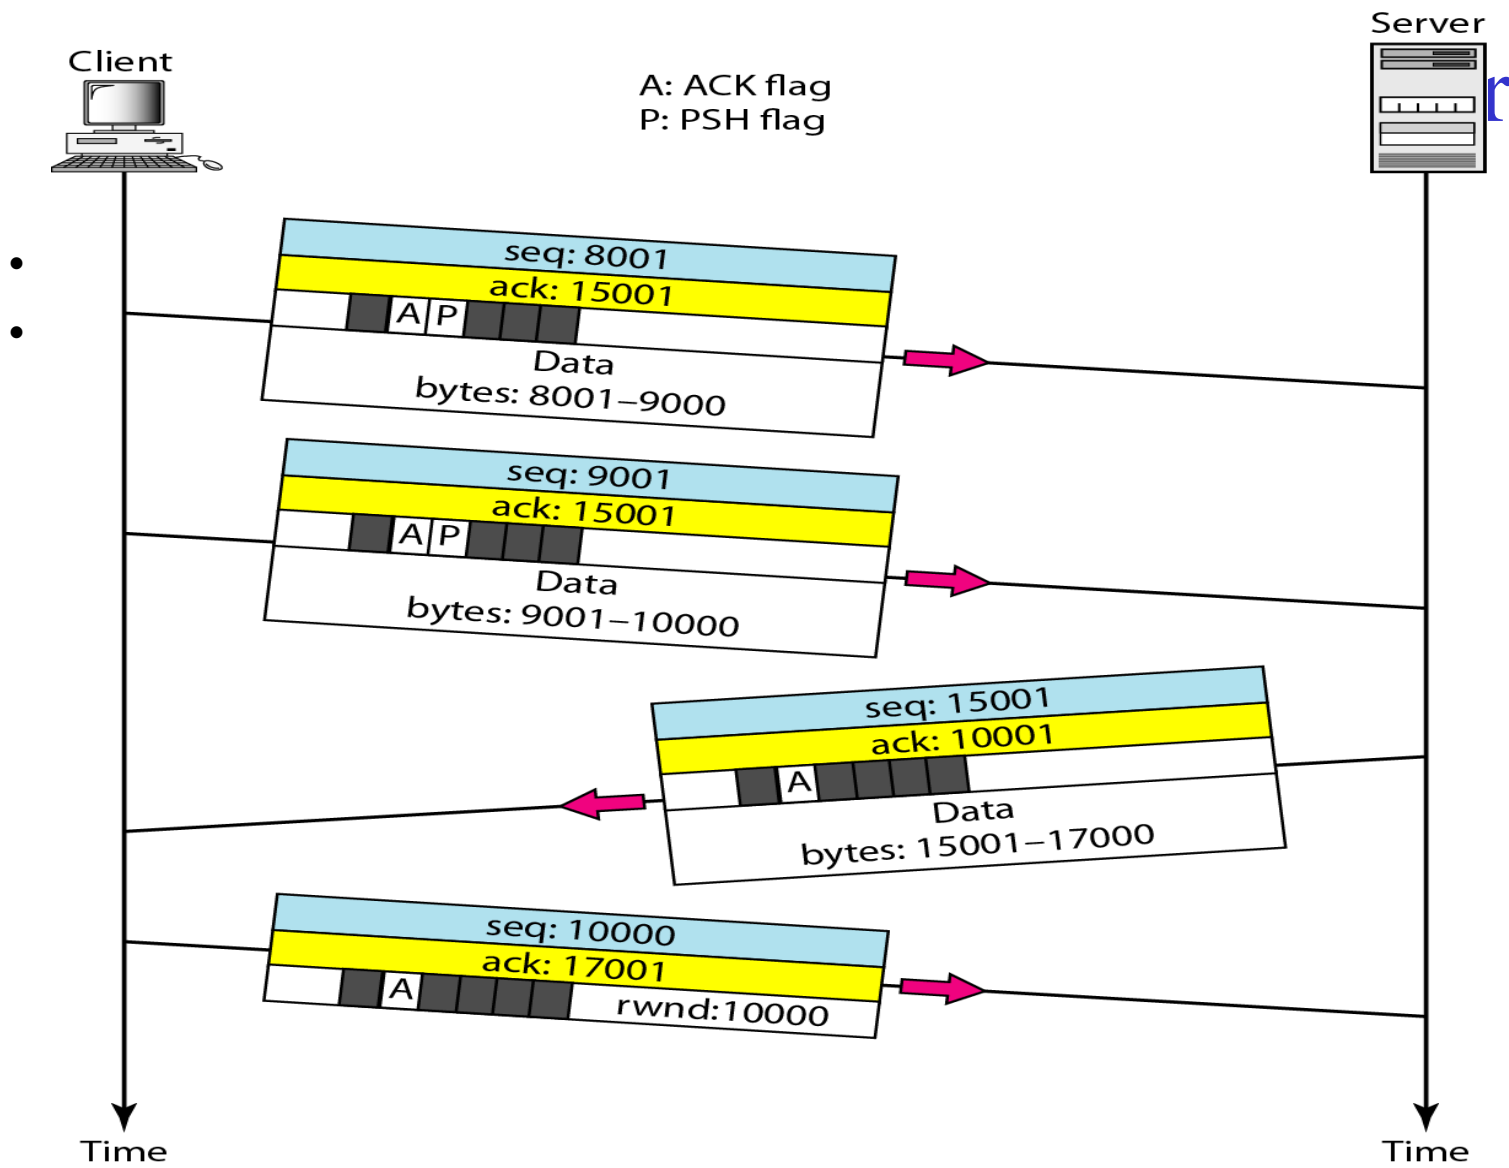 Server
Client
A: ACK flag
P: PSH flag
r
seq: 8001
ack: 15001
A P
Data
bytes: 8001–9000
seq: 9001
ack: 15001
A P
Data
bytes: 9001–10000
seq: 15001
ack: 10001
A
Data
bytes: 15001–17000
seq: 10000
ack: 17001
A
rwnd:10000
Time
Time